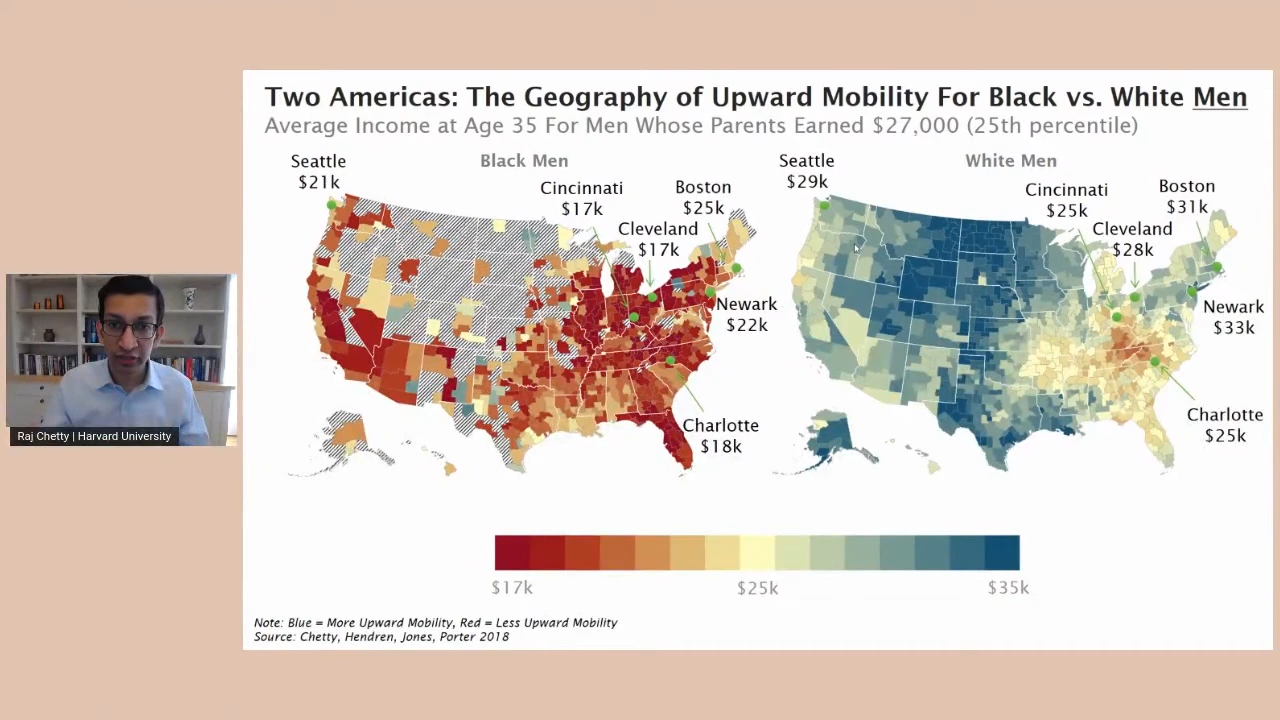 Two Americas: The Geography of Upward Mobility For Black vs. White Men
Average Income at Age 35 For Men Whose Parents Earned $27,000 (25th percentile)
Black Men
Seattle
$21k
Cincinnati
$17k
Boston
$25k
Cleveland
$17k
Newark
$22k
Charlotte
$18k
White Men
Seattle
$29k
Cincinnati
$25k
Boston
$31k
Cleveland
$28k
Newark
$33k
Charlotte
$25k
$17k
$25k
$35k
Note: Blue = More Upward Mobility, Red = Less Upward Mobility
Source: Chetty, Hendren, Jones, Porter 2018
Raj Chetty | Harvard University